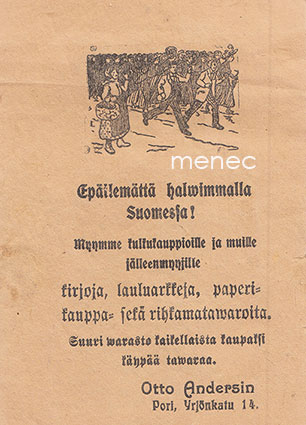 menec
Epäilemättä halwimmalla
Suomessa!
Myymme kulkukauppioille ja muille
jälleenmyyjille
kirjoja, lauluarkkeja, paperi-
kauppa- sekä rihkamatawaroita.
Suuri warasto kaikellaista kaupaksi
käypää tawaraa.
Otto Andersin
Pori, Yrjönkatu 14.